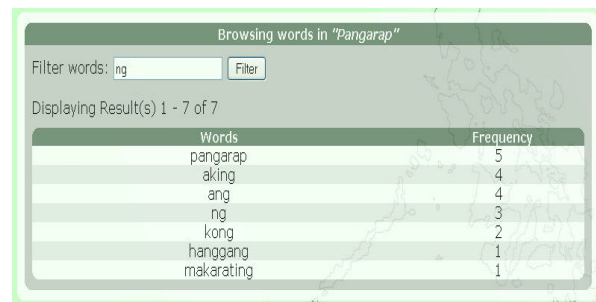 Browsing words in "Pangarap"
Filter words: ng Filter
Displaying Result(s) 1 - 7 of 7
Words Frequency
pangarap 5
aking 4
ang 4
ng 3
kong 2
hanggang 1
makarating 1